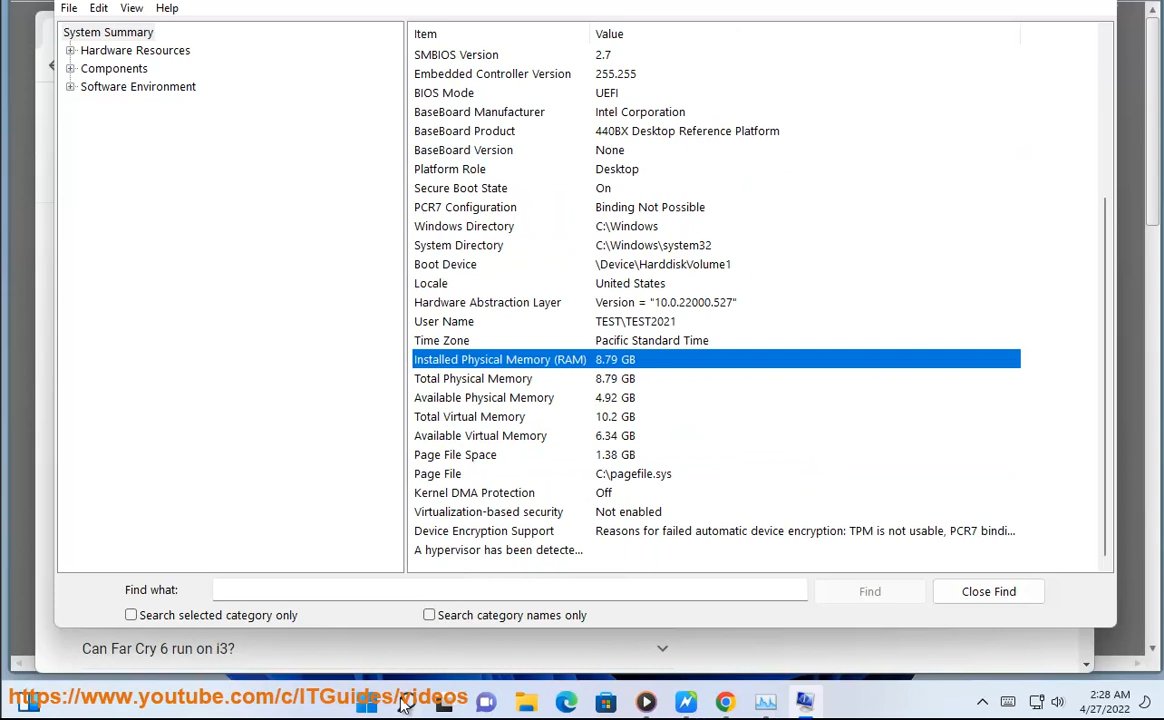 File Edit View Help
System Summary
Hardware Resources
Components
Software Environment
Item Value
SMBIOS Version 2.7
Embedded Controller Version 255.255
BIOS Mode UEFI
BaseBoard Manufacturer Intel Corporation
BaseBoard Product 440BX Desktop Reference Platform
BaseBoard Version None
Platform Role Desktop
Secure Boot State On
PCR7 Configuration Binding Not Possible
Windows Directory C:\Windows
System Directory C:\Windows\system32
Boot Device \Device\HarddiskVolume1
Locale United States
Hardware Abstraction Layer Version = "10.0.22000.527"
User Name TEST\TEST2021
Time Zone Pacific Standard Time
Installed Physical Memory (RAM) 8.79 GB
Total Physical Memory 8.79 GB
Available Physical Memory 4.92 GB
Total Virtual Memory 10.2 GB
Available Virtual Memory 6.34 GB
Page File Space 1.38 GB
Page File C:\pagefile.sys
Kernel DMA Protection Off
Virtualization-based security Not enabled
Device Encryption Support Reasons for failed automatic device encryption: TPM is not usable, PCR7 bindi...
A hypervisor has been detecte...
Find what: Find Close Find
Search selected category only Search category names only
Can Far Cry 6 run on i3?
https://www.youtube.com/c/ITGuides/videos
2:28 AM
4/27/2022